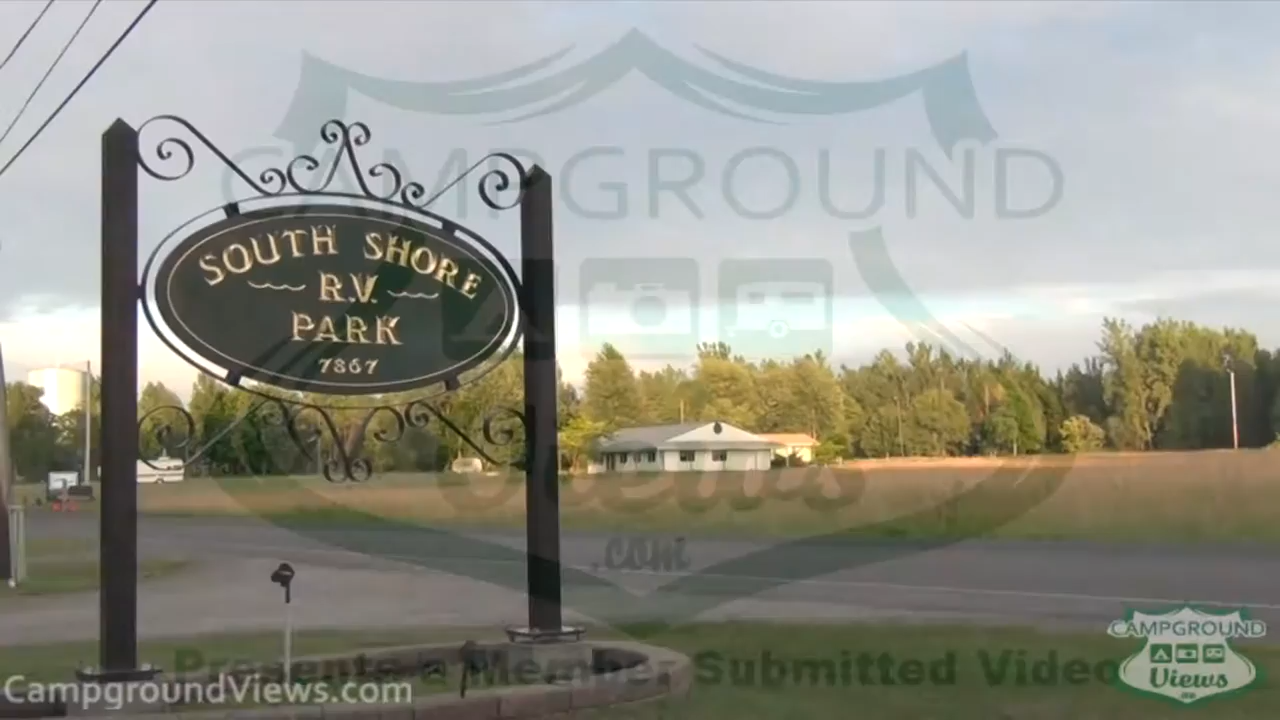 CAMPGROUND
SOUTH SHORE
R.V.
PARK
7867
Views
.com
Presents a Member Submitted Video
CampgroundViews.com
CAMPGROUND
Views